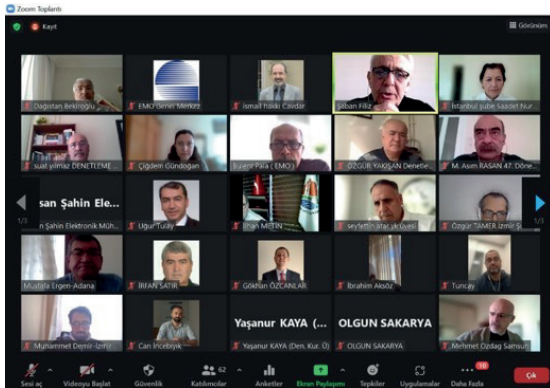 Zoom Toplantı
Kayıt
Görünüm
Dağıstan Bekiroğlu
EMO Genel Merkez
ismail hakkı Cavdar
Şaban Filiz
İstanbul şube Saadet Nur...
suat yılmaz DENETLEME...
Çiğdem Gündoğan
Bülent Pala ( EMO )
ÖZGÜR YAKIŞAN Denetle...
M. Asım RASAN 47. Döne...
san Şahin Ele...
n Şahin Elektronik Müh...
Uğur Tulay
İlhan METİN
seyfettin atar yk üyesi
Özgür TAMER İzmir Ş
1/3
1/3
Mustafa Ergen-Adana
İRFAN SATIR
Gökhan ÖZCANLAR
İbrahim Aksöz
Tuncay
Yaşanur KAYA (...
OLGUN SAKARYA
Muhammet Demir-İzmir
Can İncebıyık
Yaşanur KAYA (Den. Kur. Ü)
OLGUN SAKARYA
Mehmet Özdağ Samsun
62
10
Sesi aç
Videoyu Başlat
Güvenlik
Katılımcılar
Anketler
Ekran Paylaşımı
Tepkiler
Uygulamalar
Daha Fazla
Çık